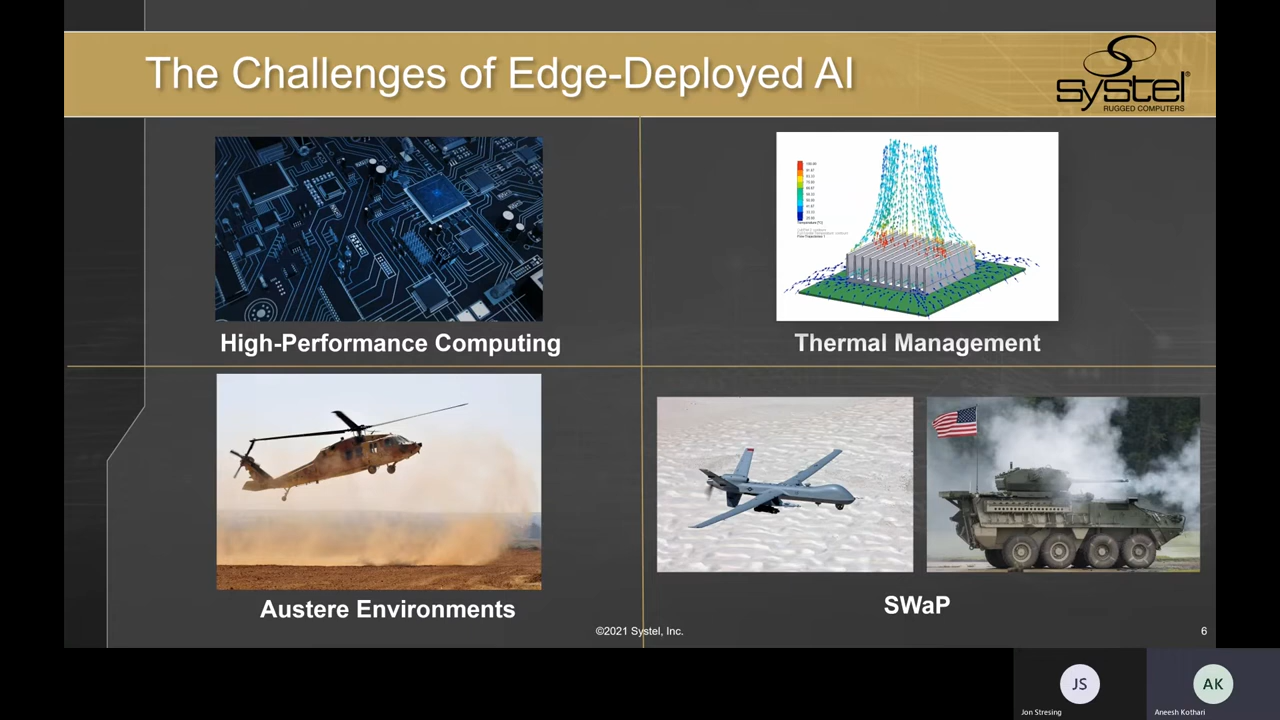 The Challenges of Edge-Deployed AI
systel®
RUGGED COMPUTERS
High-Performance Computing
Thermal Management
Austere Environments
SWaP
©2021 Systel, Inc.
6
JS
AK
Jon Stresing
Aneesh Kothari